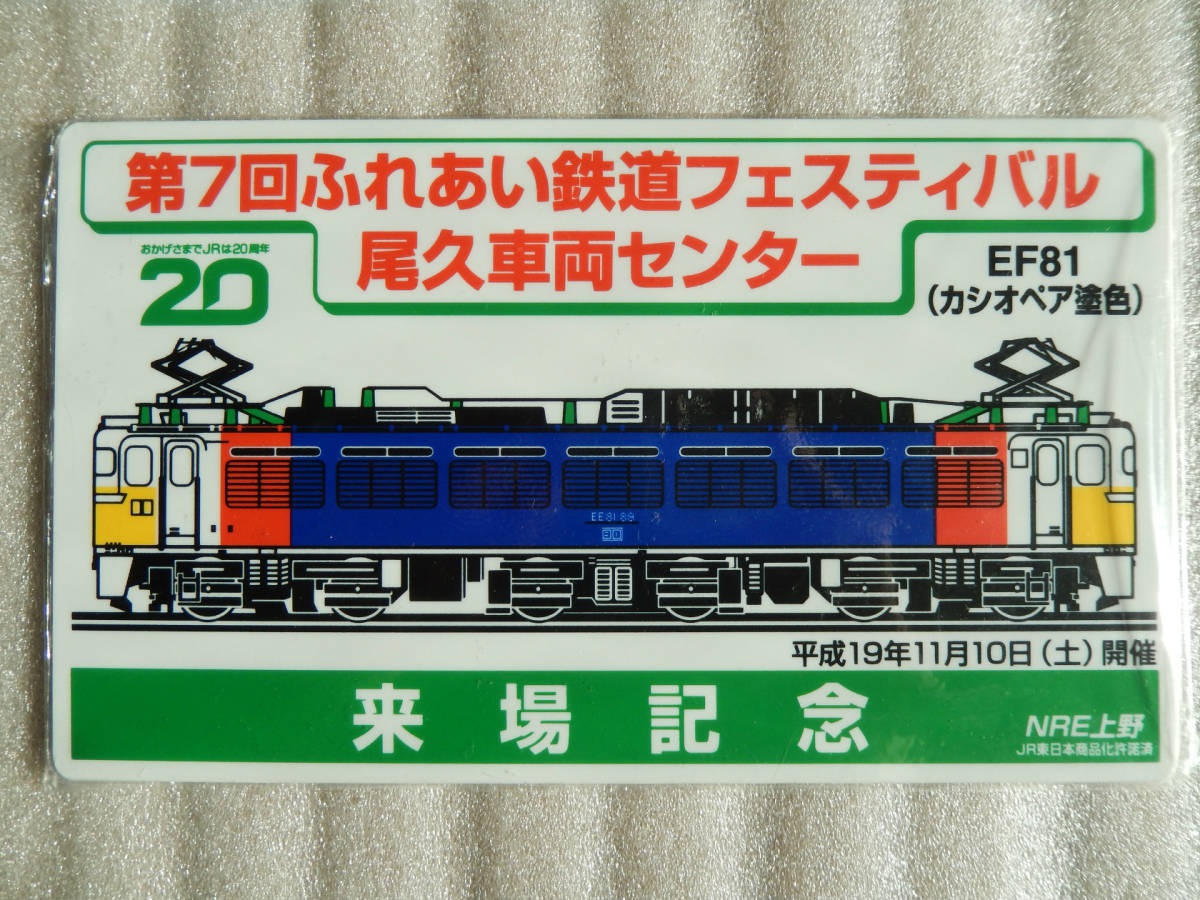 第7回ふれあい鉄道フェスティバル
尾久車両センター
おかげさまでJRは20周年
20
EF81
(カシオペア塗色)
EF81 89
平成19年11月10日(土)開催
来場記念
NRE上野
JR東日本商品化許諾済